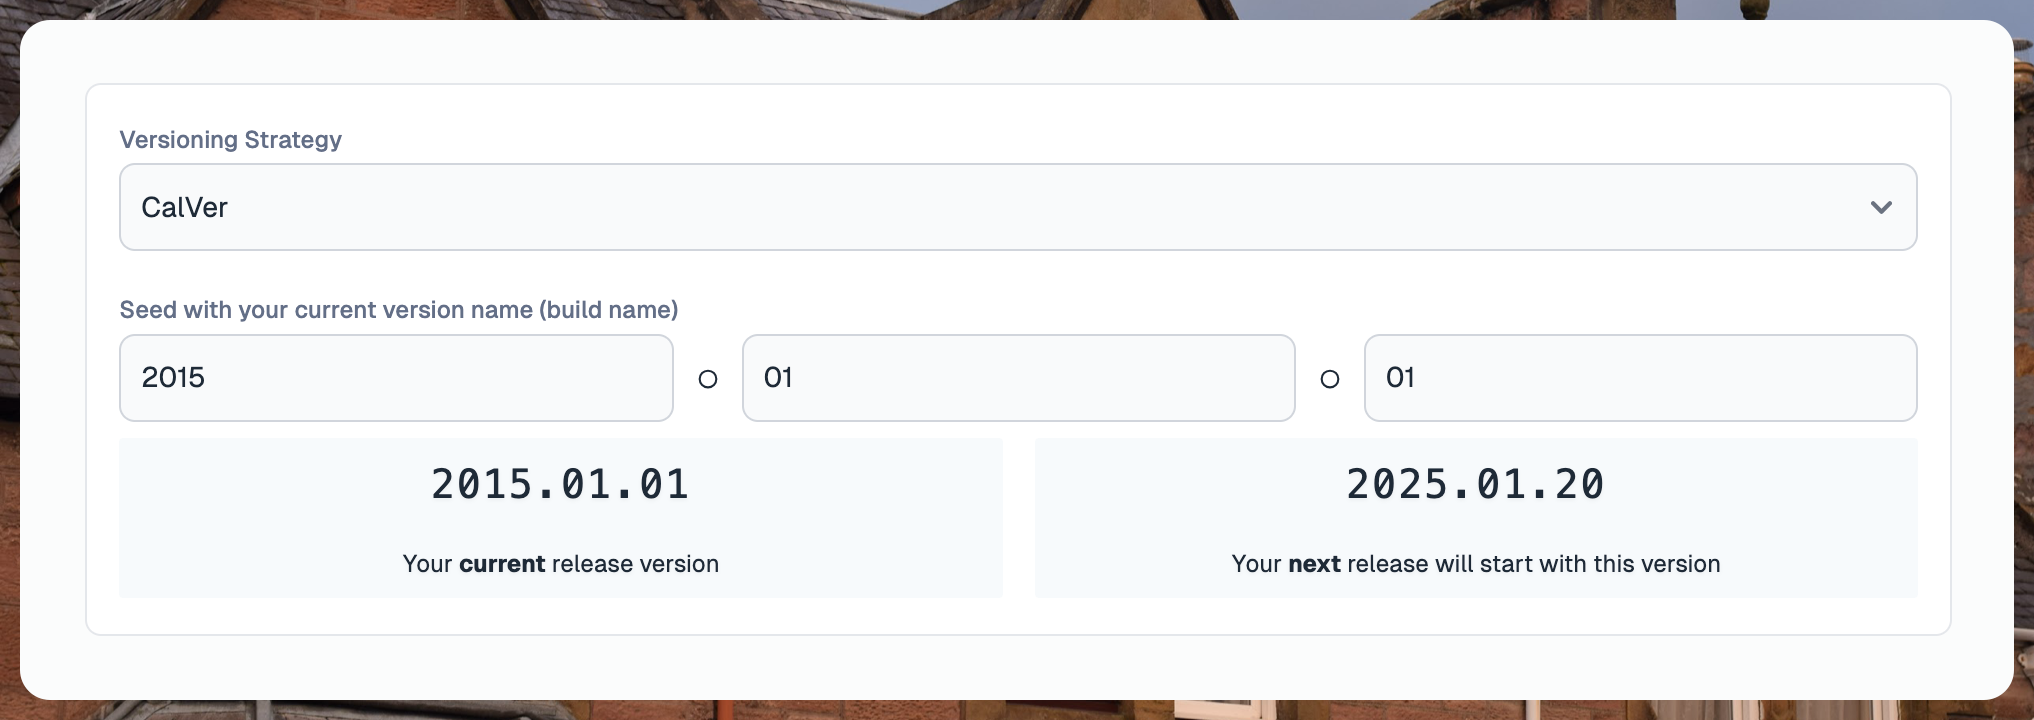 Versioning Strategy
CalVer
Seed with your current version name (build name)
2015 01 01
2015.01.01 2025.01.20
Your current release version Your next release will start with this version